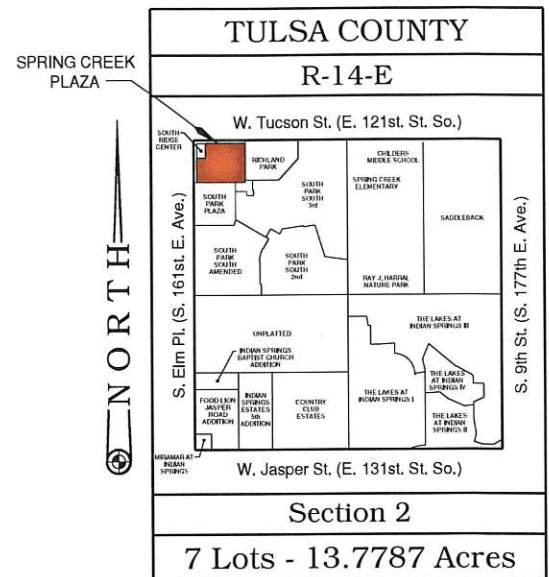 TULSA COUNTY
R-14-E
SPRING CREEK
PLAZA
W. Tucson St. (E. 121st. St. So.)
SOUTH
RIDGE
CENTER
RICHLAND
PARK
CHILDERS
MIDDLE SCHOOL
SPRING CREEK
ELEMENTARY
SOUTH
PARK
SOUTH
3rd
SOUTH
PARK
PLAZA
SADDLEBACK
SOUTH
PARK
SOUTH
AMENDED
SOUTH
PARK
SOUTH
2nd
RAY J. HARRAL
NATURE PARK
S. Elm Pl. (S. 161st. E. Ave.)
S. 9th St. (S. 177th E. Ave.)
NORTH
UNPLATTED
THE LAKES AT
INDIAN SPRINGS III
INDIAN SPRINGS
BAPTIST CHURCH
ADDITION
THE LAKES
AT INDIAN
SPRINGS IV
FOOD LION
JASPER
ROAD
ADDITION
INDIAN
SPRINGS
ESTATES
5th
ADDITION
COUNTRY
CLUB
ESTATES
THE LAKES AT
INDIAN SPRINGS I
THE LAKES
AT INDIAN
SPRINGS II
MIRAMAR AT
INDIAN
SPRINGS
W. Jasper St. (E. 131st. St. So.)
Section 2
7 Lots - 13.7787 Acres